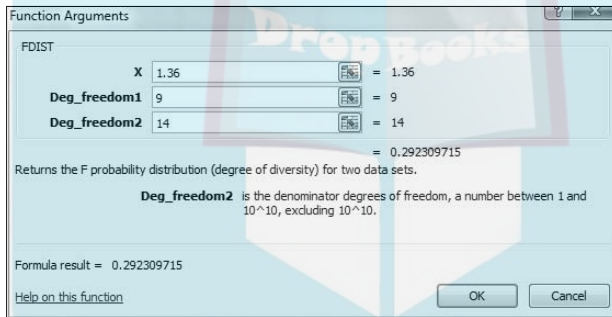 Function Arguments
FDIST
X 1.36 = 1.36
Deg_freedom1 9 = 9
Deg_freedom2 14 = 14
= 0.292309715
Returns the F probability distribution (degree of diversity) for two data sets.
Deg_freedom2 is the denominator degrees of freedom, a number between 1 and
10^10, excluding 10^10.
Formula result = 0.292309715
Help on this function OK Cancel
DropBooks